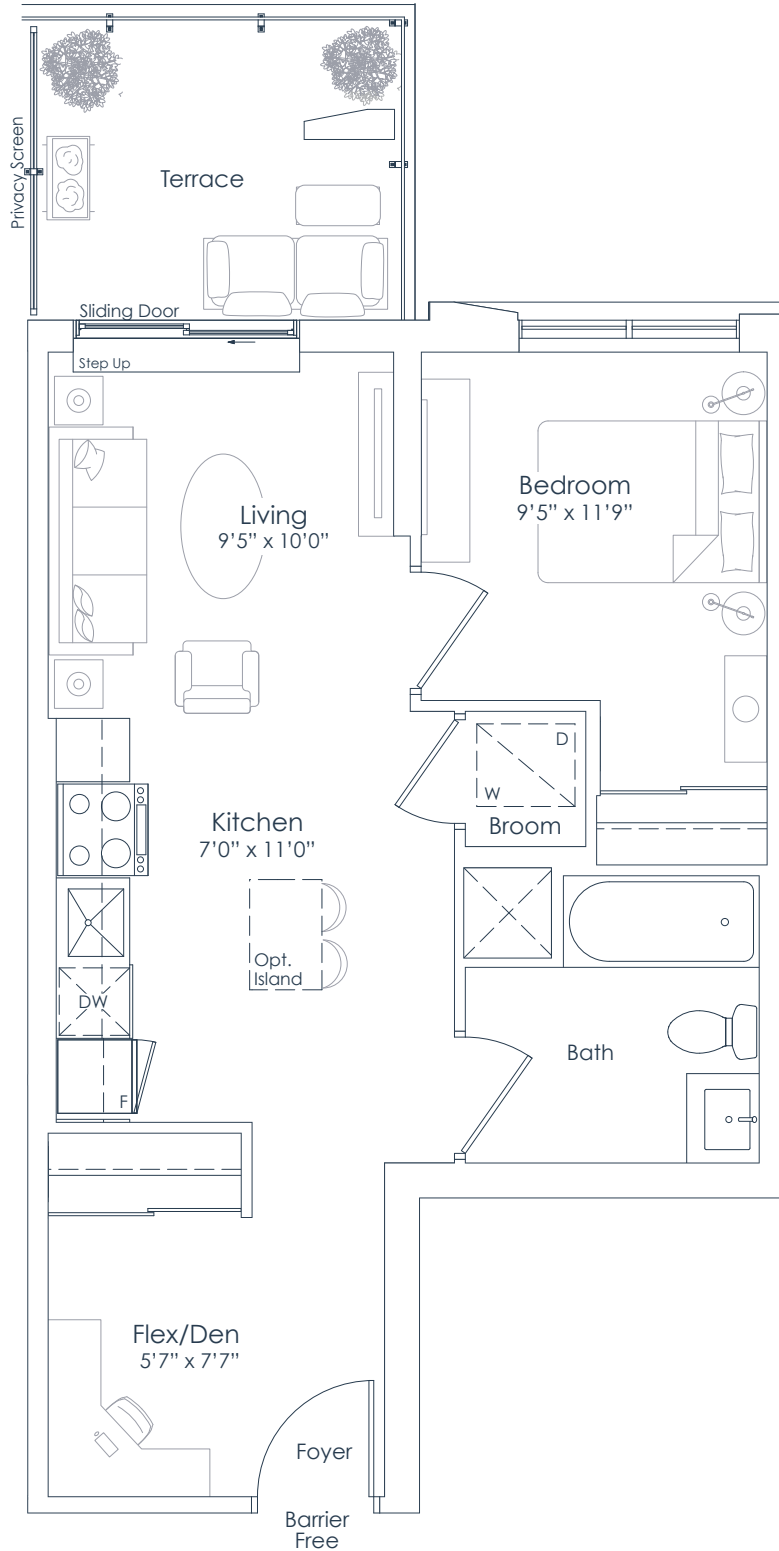 Privacy Screen
Terrace
Sliding Door
Step Up
Living
9’5” x 10’0”
Bedroom
9’5” x 11’9”
D
W
Broom
Kitchen
7’0” x 11’0”
Opt.
Island
DW
F
Bath
Flex/Den
5’7” x 7’7”
Foyer
Barrier
Free